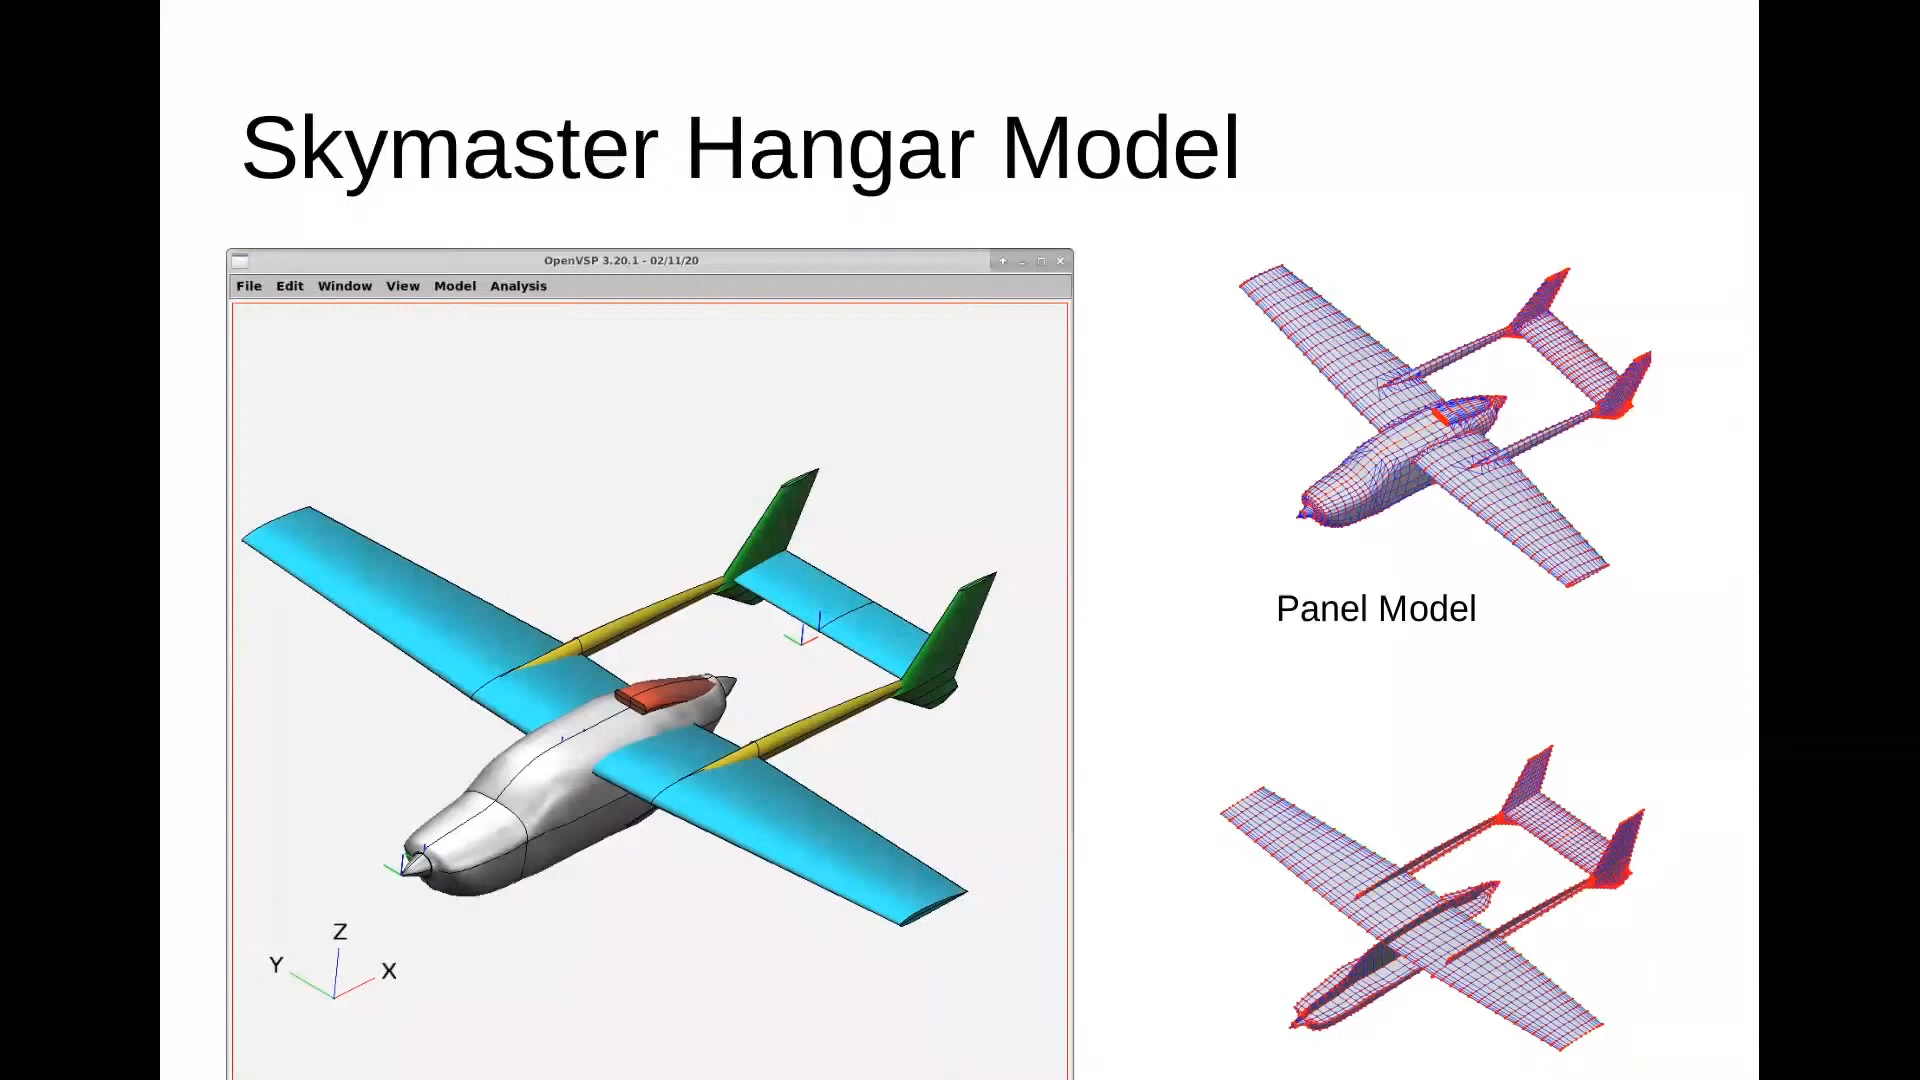 Skymaster Hangar Model
OpenVSP 3.20.1 - 02/11/20
File Edit Window View Model Analysis
Panel Model
Z
Y
X